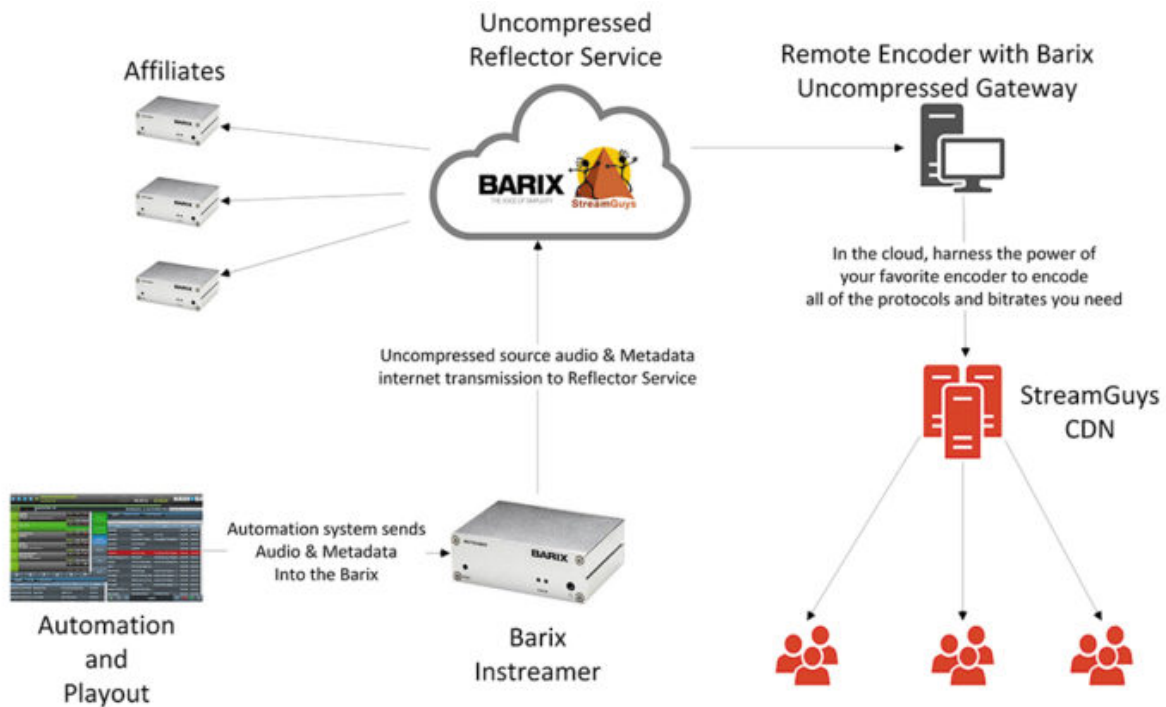 Uncompressed
Reflector Service
Affiliates
BARIX
BARIX
BARIX
BARIX
StreamGuys
Remote Encoder with Barix
Uncompressed Gateway
In the cloud, harness the power of
your favorite encoder to encode
all of the protocols and bitrates you need
Uncompressed source audio & Metadata
internet transmission to Reflector Service
StreamGuys
CDN
Automation system sends
Audio & Metadata
Into the Barix
BARIX
Automation
and
Playout
Barix
Instreamer